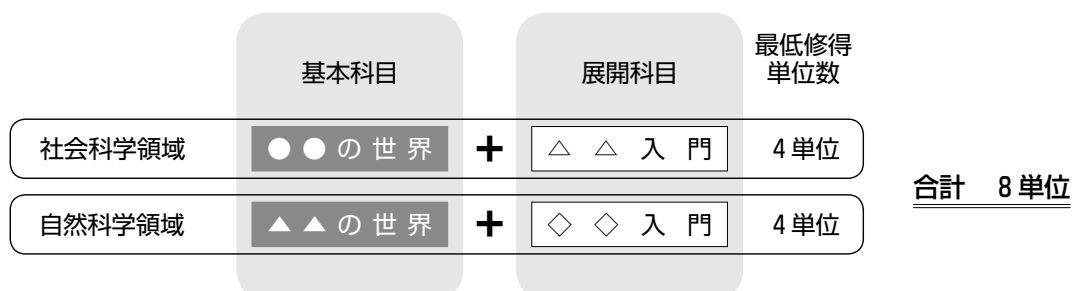 基本科目
展開科目
最低修得
単位数
社会科学領域 ●●の世界 + △△入門 4単位
自然科学領域 ▲▲の世界 + ◇◇入門 4単位
合計 8単位